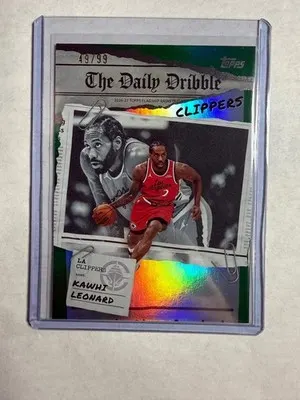 49/99
TOPPS
The Daily Dribble
CLIPPERS
LA
CLIPPERS
KAWHI
LEONARD